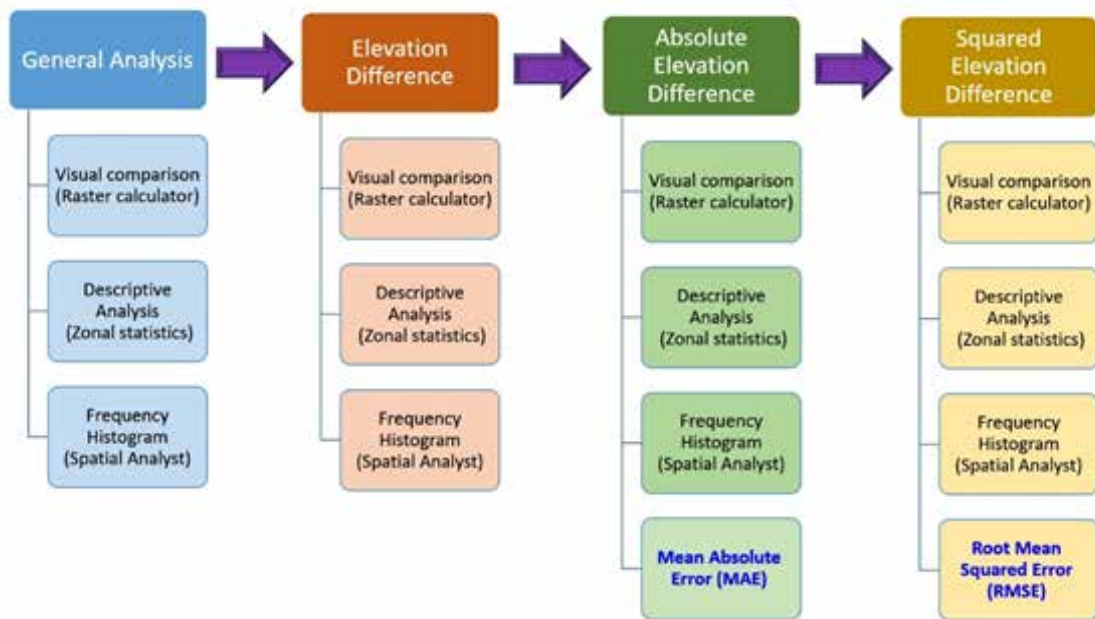 General Analysis
Visual comparison
(Raster calculator)
Descriptive
Analysis
(Zonal statistics)
Frequency
Histogram
(Spatial Analyst)
Elevation
Difference
Visual comparison
(Raster calculator)
Descriptive
Analysis
(Zonal statistics)
Frequency
Histogram
(Spatial Analyst)
Absolute
Elevation
Difference
Visual comparison
(Raster calculator)
Descriptive
Analysis
(Zonal statistics)
Frequency
Histogram
(Spatial Analyst)
Mean Absolute
Error (MAE)
Squared
Elevation
Difference
Visual comparison
(Raster calculator)
Descriptive
Analysis
(Zonal statistics)
Frequency
Histogram
(Spatial Analyst)
Root Mean
Squared Error
(RMSE)